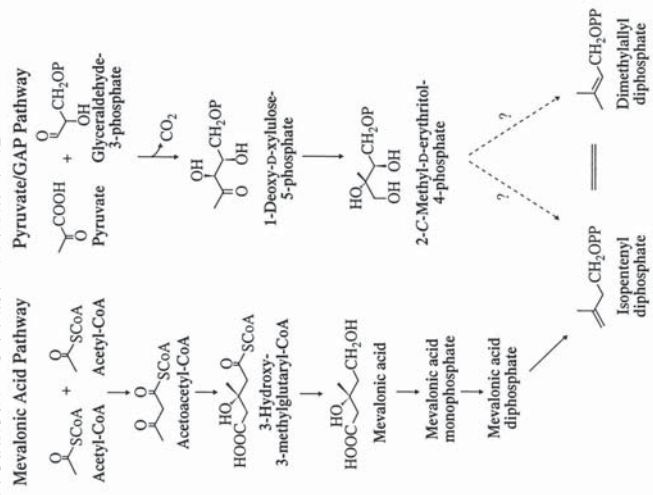 Mevalonic Acid Pathway
O
SCoA
Acetyl-CoA
+
O
SCoA
Acetyl-CoA
O O
SCoA
Acetoacetyl-CoA
HO
HOOC
O
SCoA
3-Hydroxy-
3-methylglutaryl-CoA
HO
HOOC
CH2OH
Mevalonic acid
Mevalonic acid
monophosphate
Mevalonic acid
diphosphate
CH2OPP
Isopentenyl
diphosphate
Pyruvate/GAP Pathway
COOH
O
Pyruvate
+
O
CH2OP
OH
Glyceraldehyde-
3-phosphate
CO2
OH
CH2OP
O OH
1-Deoxy-D-xylulose-
5-phosphate
HO
CH2OP
OH OH
2-C-Methyl-D-erythritol-
4-phosphate
? ?
CH2OPP
Dimethylallyl
diphosphate